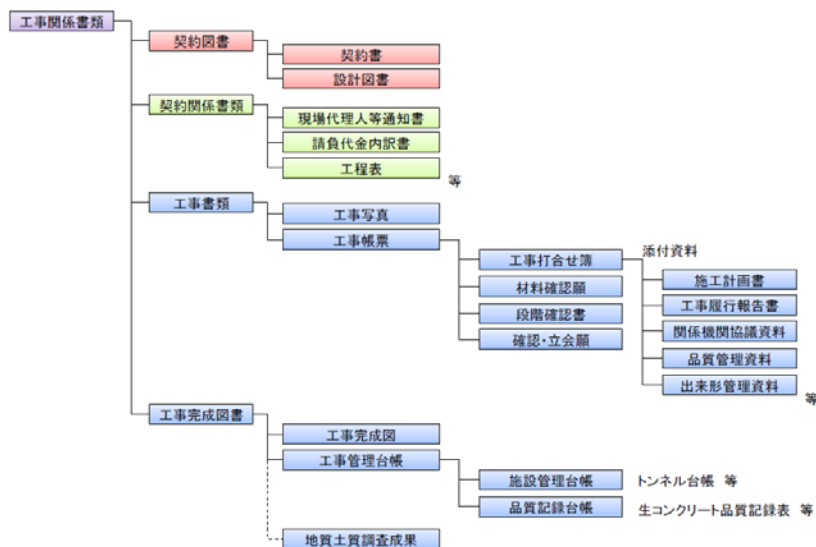 工事関係書類
契約図書
契約書
設計図書
契約関係書類
現場代理人等通知書
請負代金内訳書
工程表
等
工事書類
工事写真
工事帳票
工事打合せ簿
添付資料
施工計画書
材料確認願
工事履行報告書
段階確認書
関係機関協議資料
確認・立会願
品質管理資料
出来形管理資料
等
工事完成図書
工事完成図
工事管理台帳
施設管理台帳 トンネル台帳 等
品質記録台帳 生コンクリート品質記録表 等
地質土質調査成果